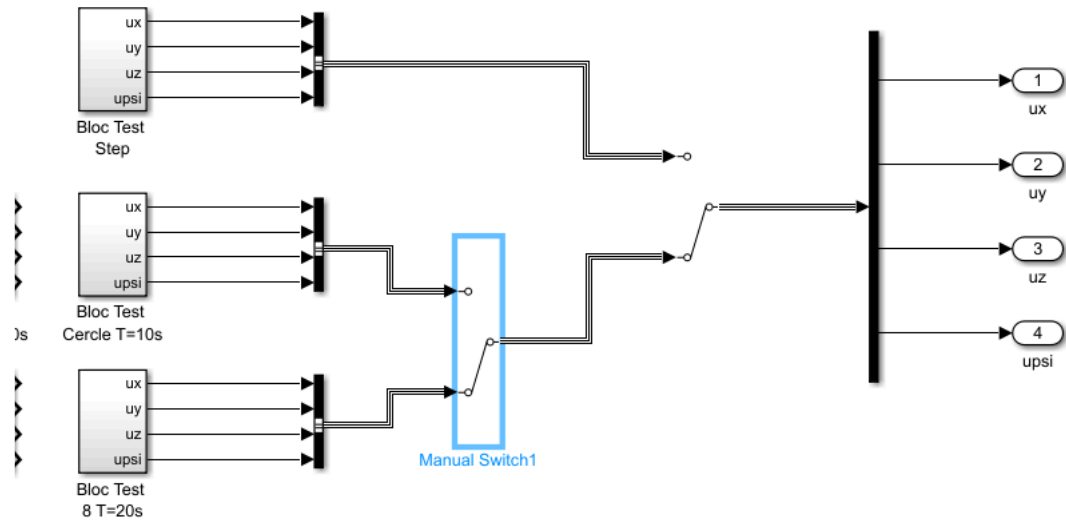 ux
uy
uz
upsi
Bloc Test
Step
ux
uy
uz
upsi
Bloc Test
Cercle T=10s
0s
ux
uy
uz
upsi
Bloc Test
8 T=20s
Manual Switch1
1
ux
2
uy
3
uz
4
upsi